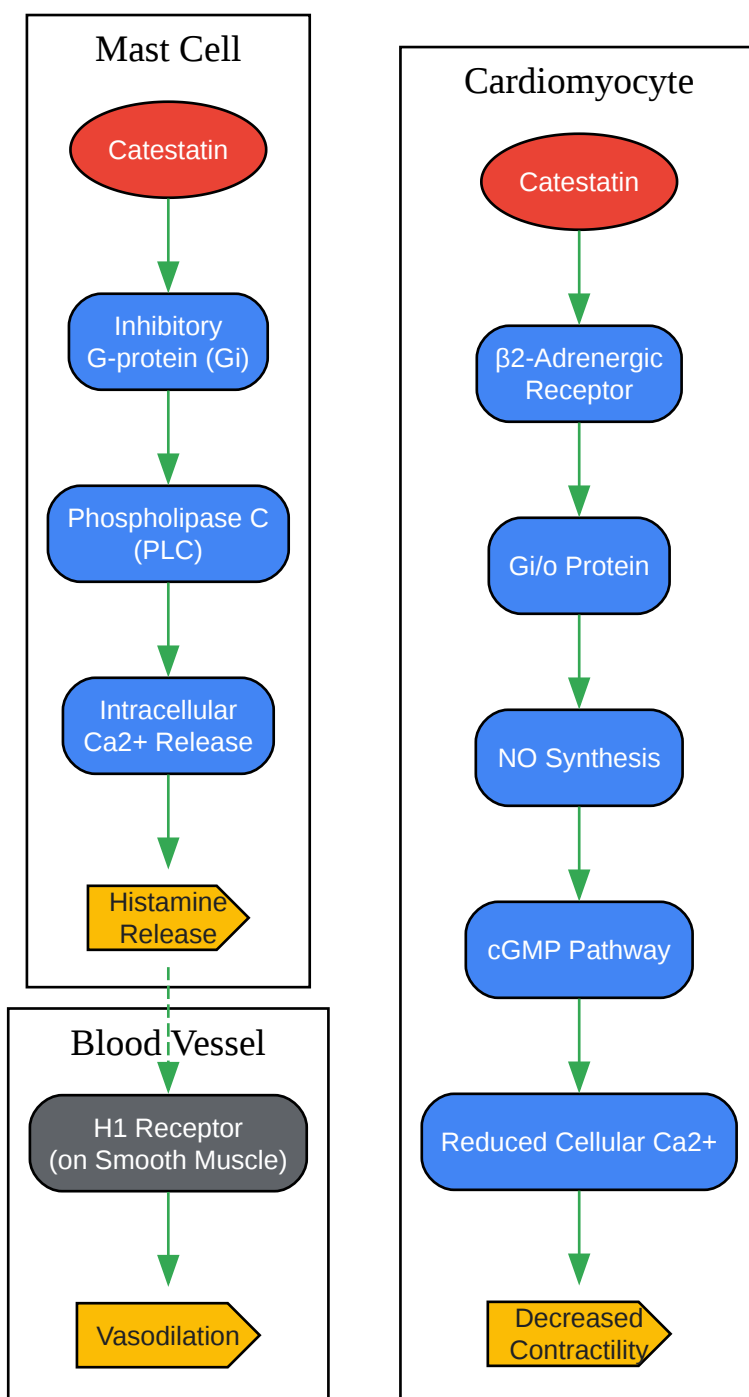 Mast Cell
Catestatin
Inhibitory
G-protein (Gi)
Phospholipase C
(PLC)
Intracellular
Ca2+ Release
Histamine
Release
Blood Vessel
H1 Receptor
(on Smooth Muscle)
Vasodilation
Cardiomyocyte
Catestatin
β2-Adrenergic
Receptor
Gi/o Protein
NO Synthesis
cGMP Pathway
Reduced Cellular Ca2+
Decreased
Contractility